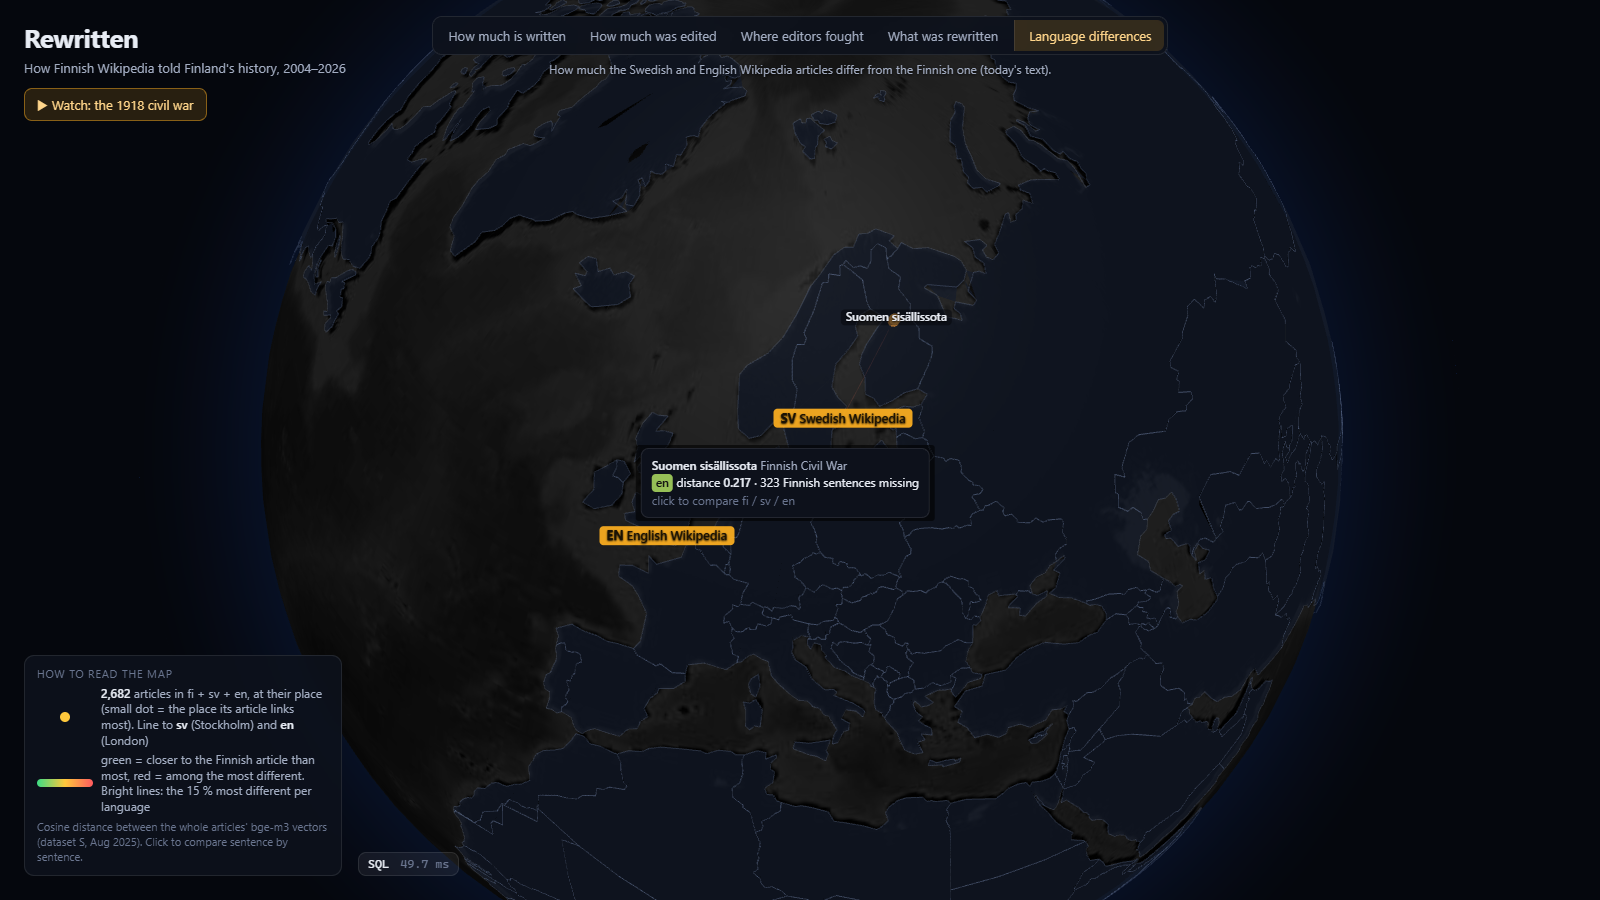 Rewritten
How Finnish Wikipedia told Finland's history, 2004–2026
▶ Watch: the 1918 civil war
How much is written
How much was edited
Where editors fought
What was rewritten
Language differences
How much the Swedish and English Wikipedia articles differ from the Finnish one (today's text).
Suomen sisällissota
SV Swedish Wikipedia
Suomen sisällissota Finnish Civil War
en distance 0.217 · 323 Finnish sentences missing
click to compare fi / sv / en
EN English Wikipedia
HOW TO READ THE MAP
2,682 articles in fi + sv + en, at their place
(small dot = the place its article links
most). Line to sv (Stockholm) and en
(London)
green = closer to the Finnish article than
most, red = among the most different.
Bright lines: the 15 % most different per
language
Cosine distance between the whole articles' bge-m3 vectors
(dataset S, Aug 2025). Click to compare sentence by
sentence.
SQL 49.7 ms